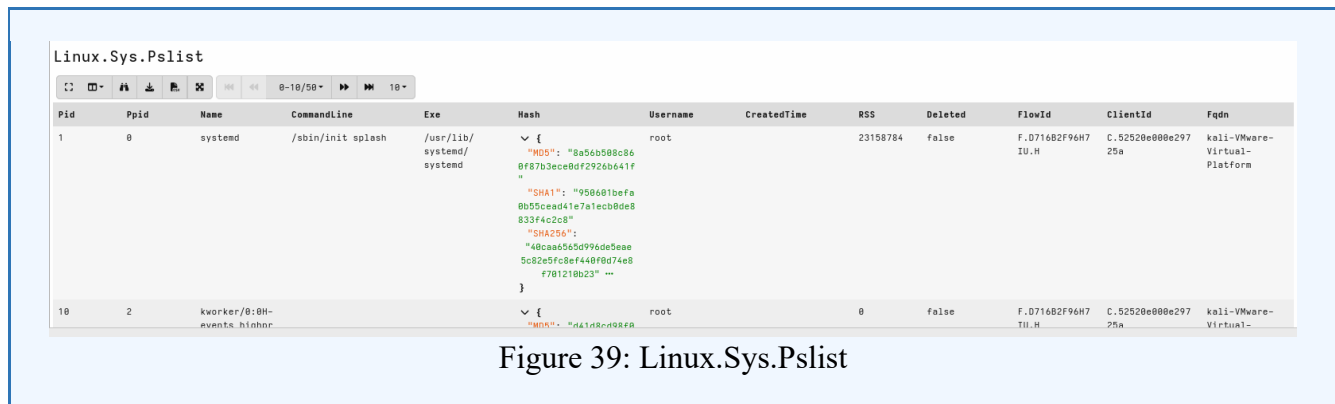 Linux.Sys.Pslist
0-10/50 10
Pid Ppid Name CommandLine Exe Hash Username CreatedTime RSS Deleted FlowId ClientId Fqdn
1 0 systemd /sbin/init splash /usr/lib/ { root 23158784 false F.D716B2F96H7 C.52520e000e297 kali-VMware-
systemd/ "MD5": "8a56b508c86 IU.H 25a Virtual-
systemd 0f87b3ece0df2926b641f Platform
"
"SHA1": "950601befa
0b55cead41e7a1ecb0de8
833f4c2c8"
"SHA256":
"40caa6565d996de5eae
5c82e5fc8ef440f0d74e8
f701210b23" ...
}
10 2 kworker/0:0H- { root 0 false F.D716B2F96H7 C.52520e000e297 kali-VMware-
events_highpr "MD5": "d41d8cd98f0 IU.H 25a Virtual-
Figure 39: Linux.Sys.Pslist